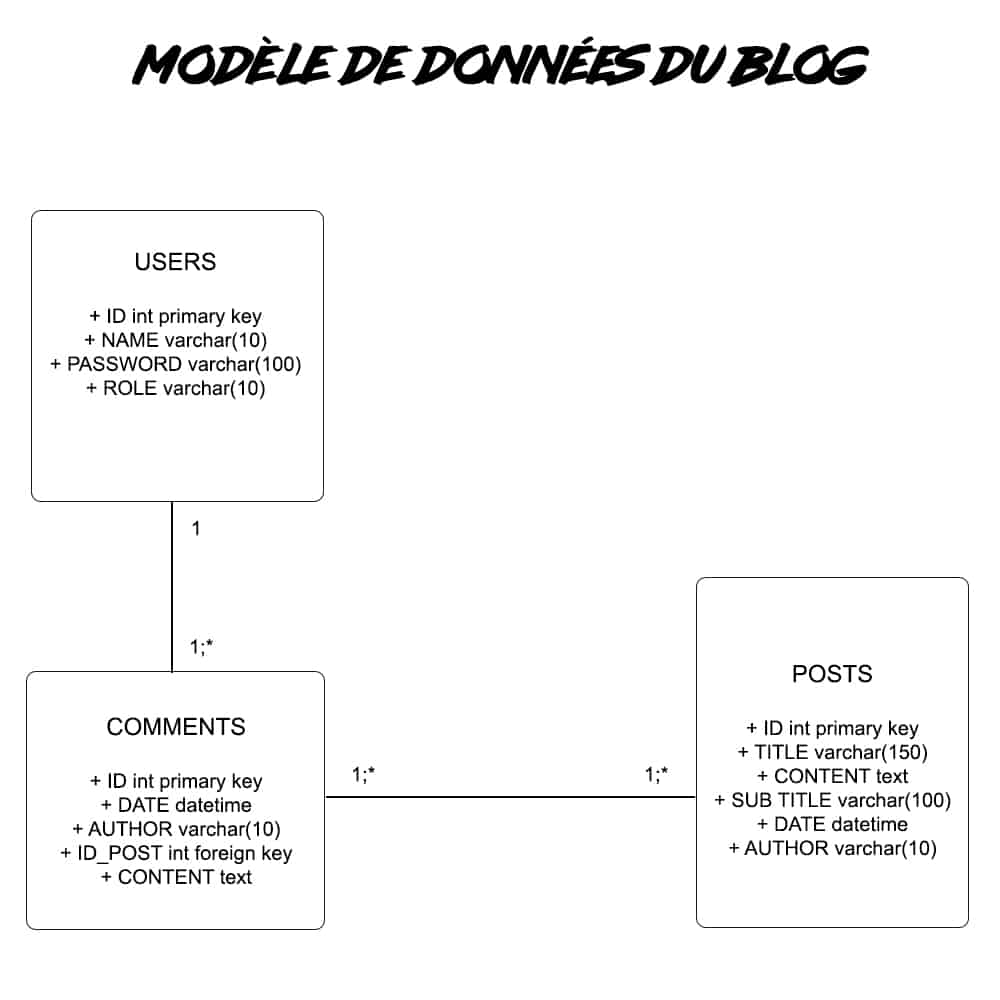 MODÈLE DE DONNÉES DU BLOG
USERS
+ ID int primary key
+ NAME varchar(10)
+ PASSWORD varchar(100)
+ ROLE varchar(10)
1
1;*
COMMENTS
+ ID int primary key
+ DATE datetime
+ AUTHOR varchar(10)
+ ID_POST int foreign key
+ CONTENT text
1;*
1;*
POSTS
+ ID int primary key
+ TITLE varchar(150)
+ CONTENT text
+ SUB TITLE varchar(100)
+ DATE datetime
+ AUTHOR varchar(10)